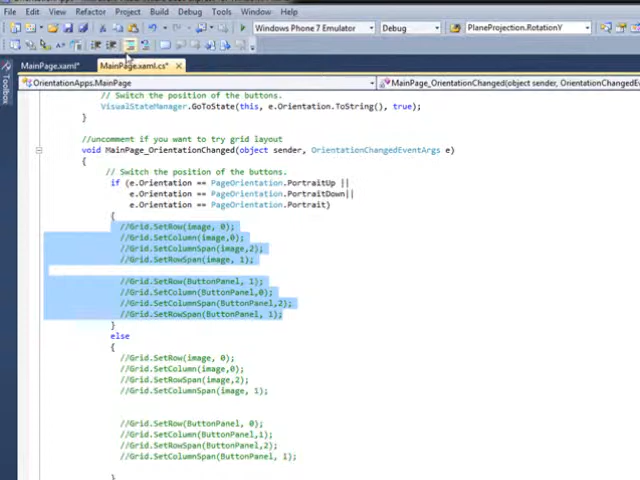 File Edit View Refactor Project Build Debug Data Tools Window Help
Windows Phone 7 Emulator Debug PlaneProjection.RotationY
MainPage.xaml* MainPage.xaml.cs* ×
Toolbox
OrientationApps.MainPage MainPage_OrientationChanged(object sender, OrientationChangedE
// Switch the position of the buttons.
VisualStateManager.GoToState(this, e.Orientation.ToString(), true);
}
//uncomment if you want to try grid layout
void MainPage_OrientationChanged(object sender, OrientationChangedEventArgs e)
{
// Switch the position of the buttons.
if (e.Orientation == PageOrientation.PortraitUp ||
e.Orientation == PageOrientation.PortraitDown||
e.Orientation == PageOrientation.Portrait)
{
//Grid.SetRow(image, 0);
//Grid.SetColumn(image,0);
//Grid.SetColumnSpan(image,2);
//Grid.SetRowSpan(image, 1);
//Grid.SetRow(ButtonPanel, 1);
//Grid.SetColumn(ButtonPanel,0);
//Grid.SetColumnSpan(ButtonPanel,2);
//Grid.SetRowSpan(ButtonPanel, 1);
}
else
{
//Grid.SetRow(image, 0);
//Grid.SetColumn(image,0);
//Grid.SetRowSpan(image,2);
//Grid.SetColumnSpan(image, 1);
//Grid.SetRow(ButtonPanel, 0);
//Grid.SetColumn(ButtonPanel,1);
//Grid.SetRowSpan(ButtonPanel,2);
//Grid.SetColumnSpan(ButtonPanel, 1);
}